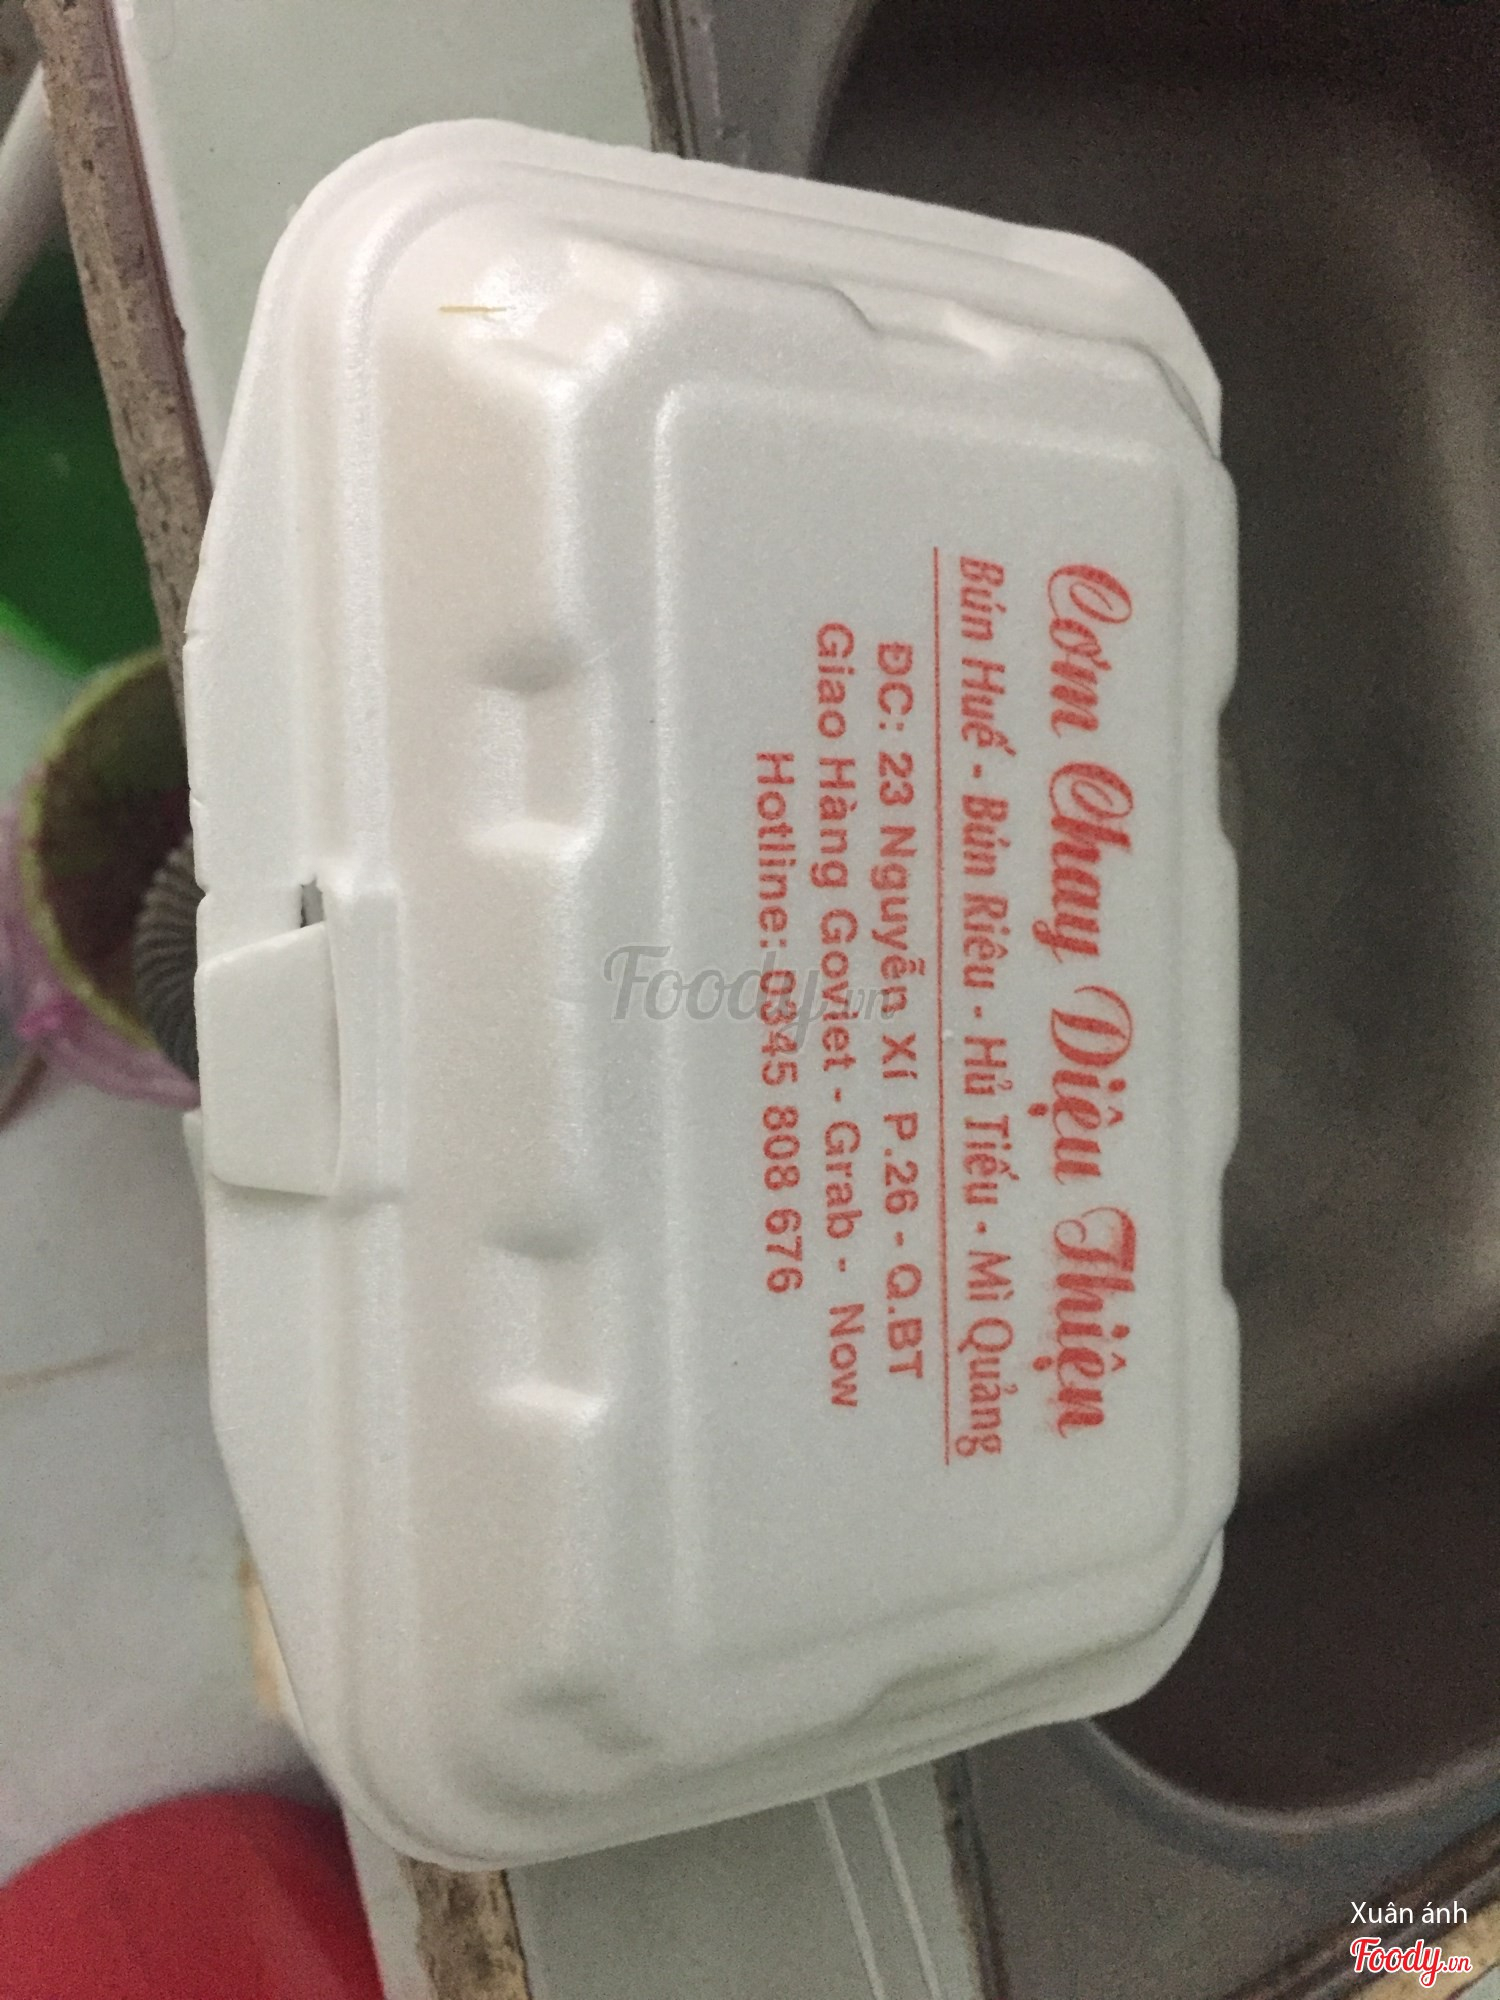 Cơm Chay Diệu Thiện
Bún Huế - Bún Riêu - Hủ Tiếu - Mì Quảng
ĐC: 23 Nguyễn Xí P.26 - Q.BT
Giao Hàng Goviet - Grab - Now
Hotline: 0345 808 676
Foody.vn
Xuân ánh
Foody.vn